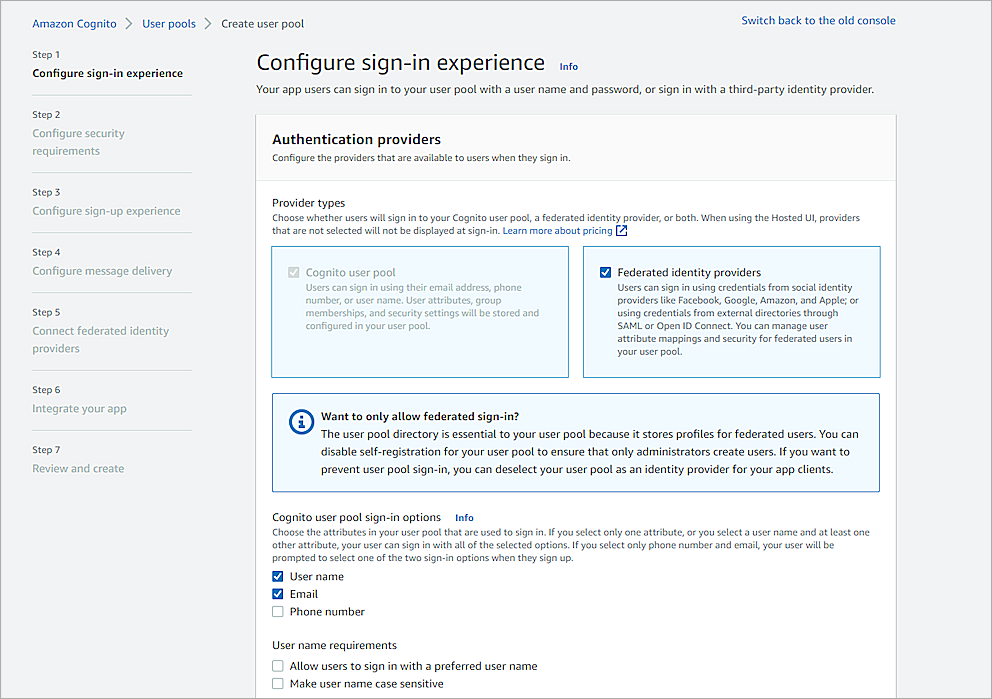 Amazon Cognito > User pools > Create user pool
Switch back to the old console
Step 1
Configure sign-in experience
Step 2
Configure security
requirements
Step 3
Configure sign-up experience
Step 4
Configure message delivery
Step 5
Connect federated identity
providers
Step 6
Integrate your app
Step 7
Review and create
Configure sign-in experience Info
Your app users can sign in to your user pool with a user name and password, or sign in with a third-party identity provider.
Authentication providers
Configure the providers that are available to users when they sign in.
Provider types
Choose whether users will sign in to your Cognito user pool, a federated identity provider, or both. When using the Hosted UI, providers
that are not selected will not be displayed at sign-in. Learn more about pricing
Cognito user pool
Users can sign in using their email address, phone
number, or user name. User attributes, group
memberships, and security settings will be stored and
configured in your user pool.
Federated identity providers
Users can sign in using credentials from social identity
providers like Facebook, Google, Amazon, and Apple; or
using credentials from external directories through
SAML or Open ID Connect. You can manage user
attribute mappings and security for federated users in
your user pool.
Want to only allow federated sign-in?
The user pool directory is essential to your user pool because it stores profiles for federated users. You can
disable self-registration for your user pool to ensure that only administrators create users. If you want to
prevent user pool sign-in, you can deselect your user pool as an identity provider for your app clients.
Cognito user pool sign-in options Info
Choose the attributes in your user pool that are used to sign in. If you select only one attribute, or you select a user name and at least one
other attribute, your user can sign in with all of the selected options. If you select only phone number and email, your user will be
prompted to select one of the two sign-in options when they sign up.
User name
Email
Phone number
User name requirements
Allow users to sign in with a preferred user name
Make user name case sensitive